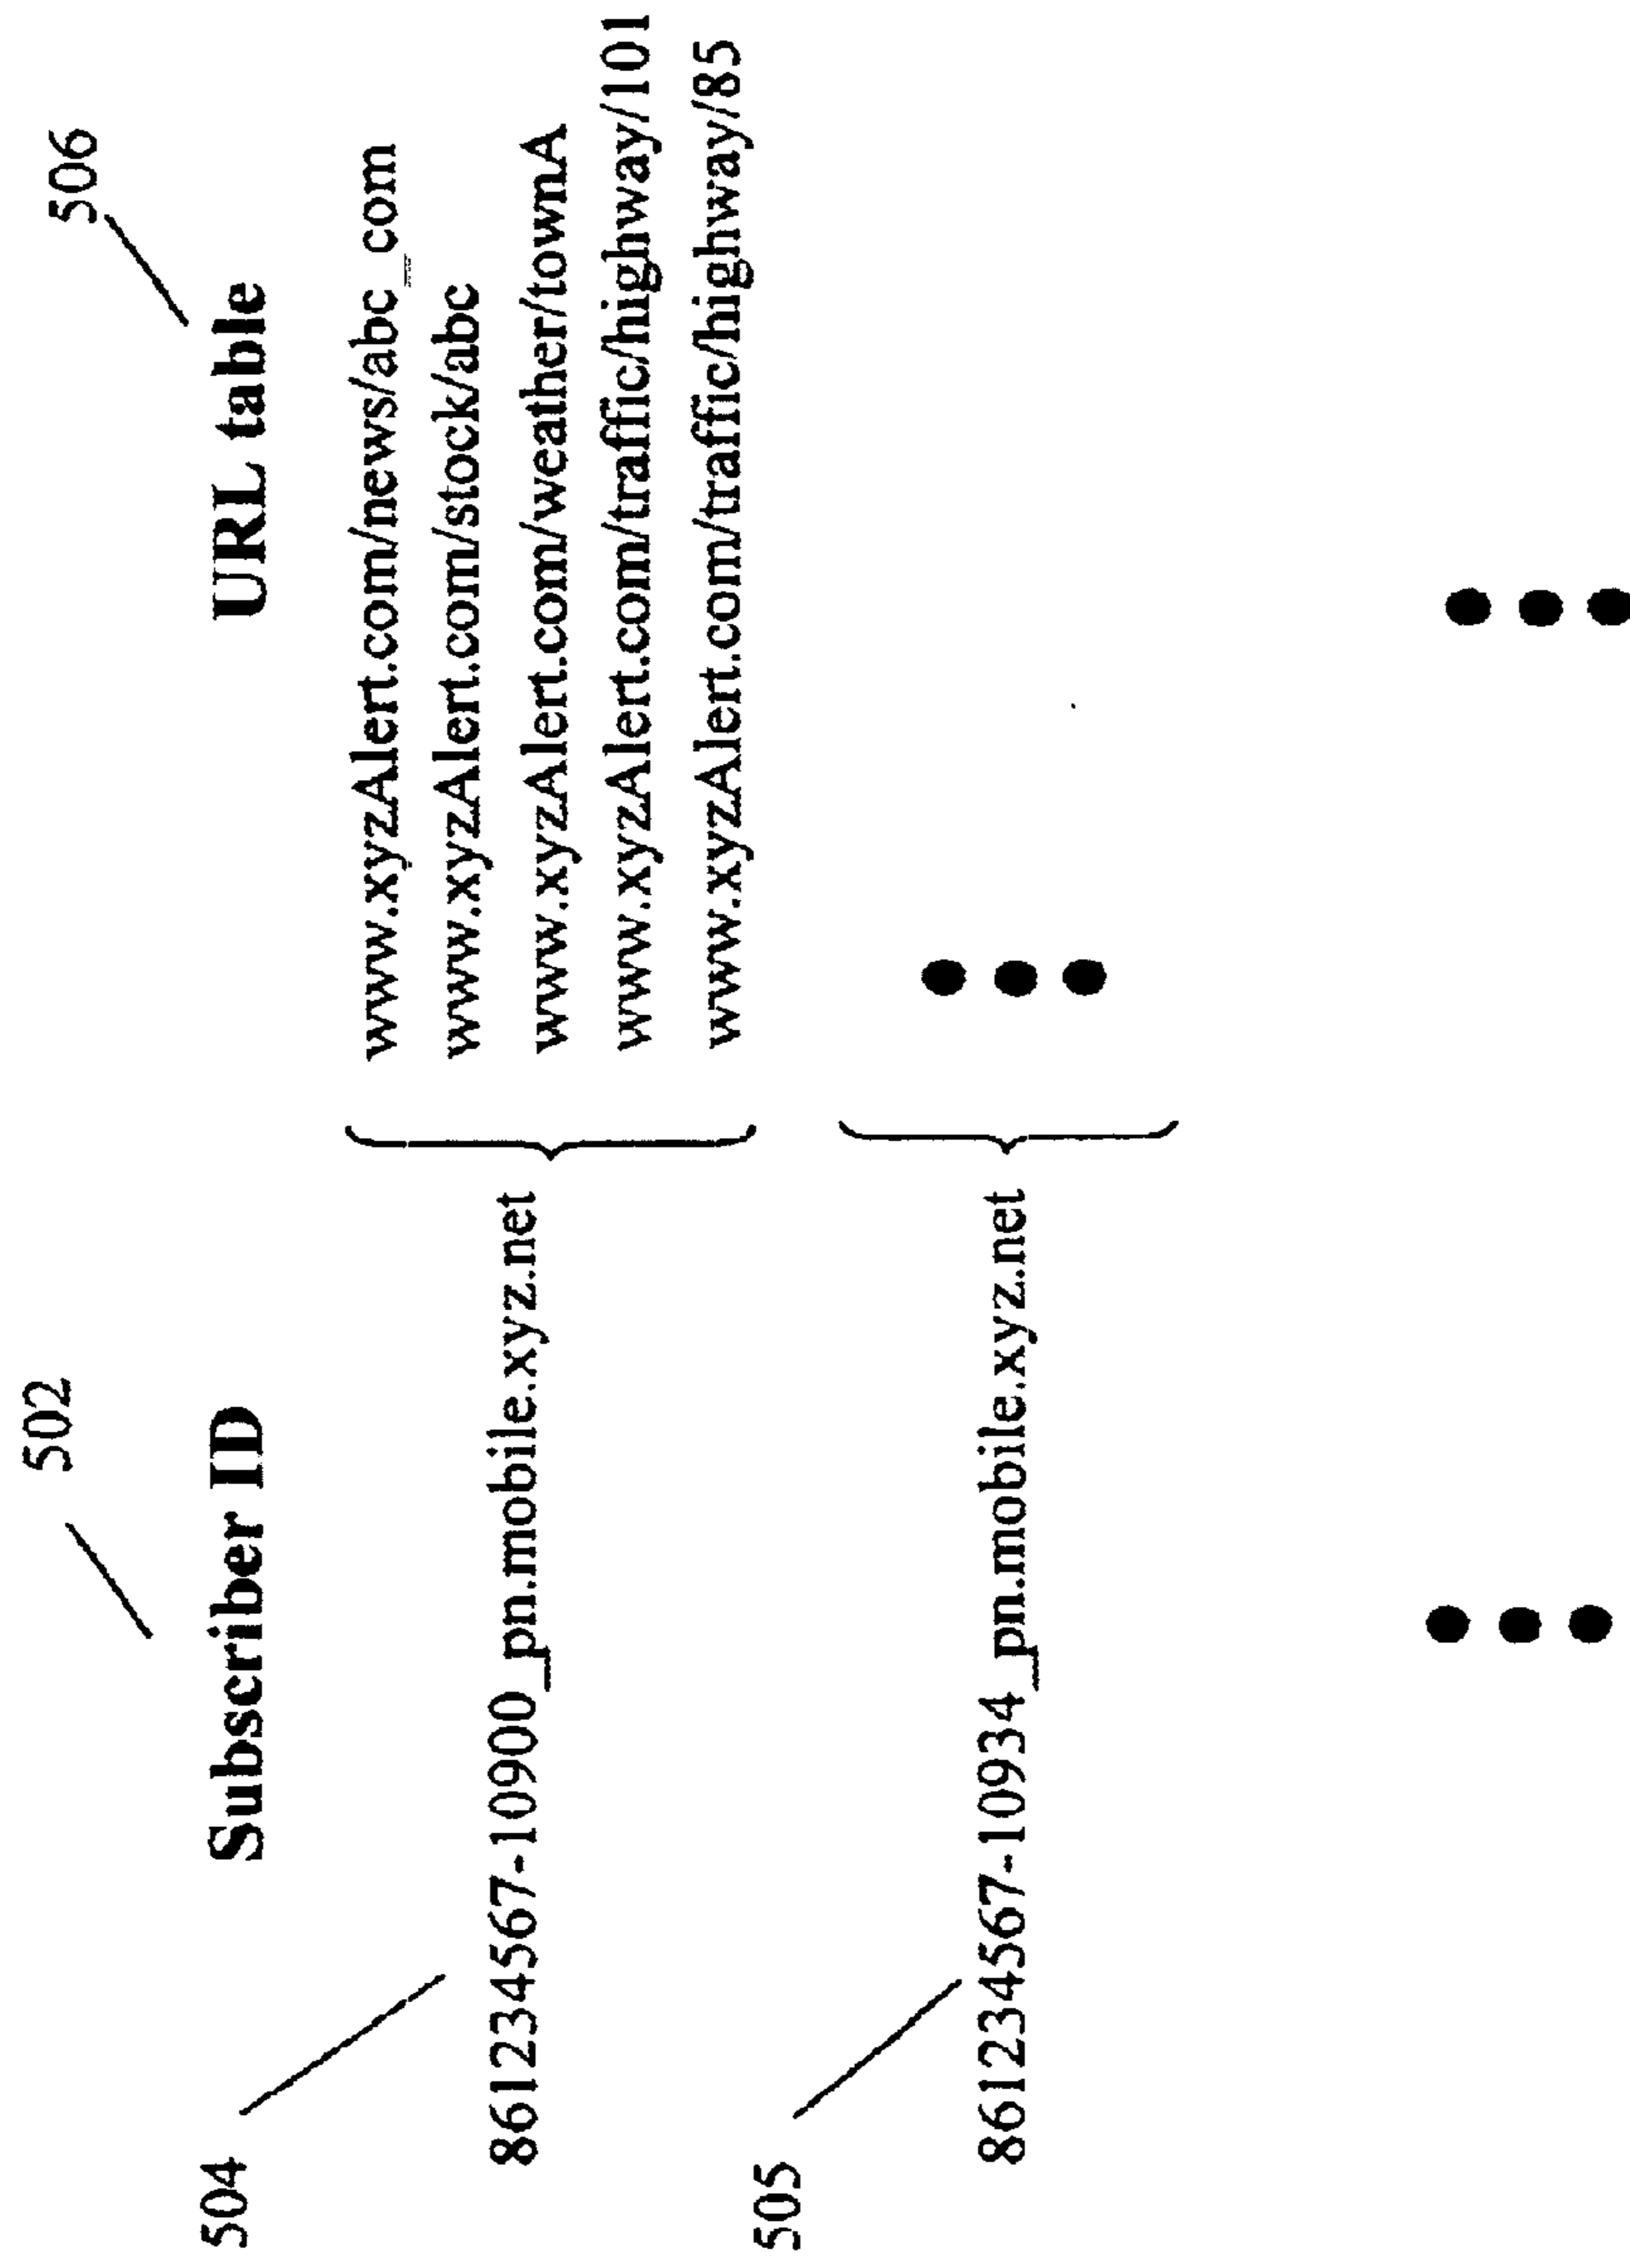 502
506
Subscriber ID
URL table
504
861234567-10900_pn.mobile.xyz.net
www.xyzAlert.com/news/abc_com
www.xyzAlert.com/stock/abc
www.xyzAlert.com/weather/townA
www.xyzAlert.com/traffic/highway/101
www.xyzAlert.com/traffic/highway/85
505
861234567-10934_pn.mobile.xyz.net